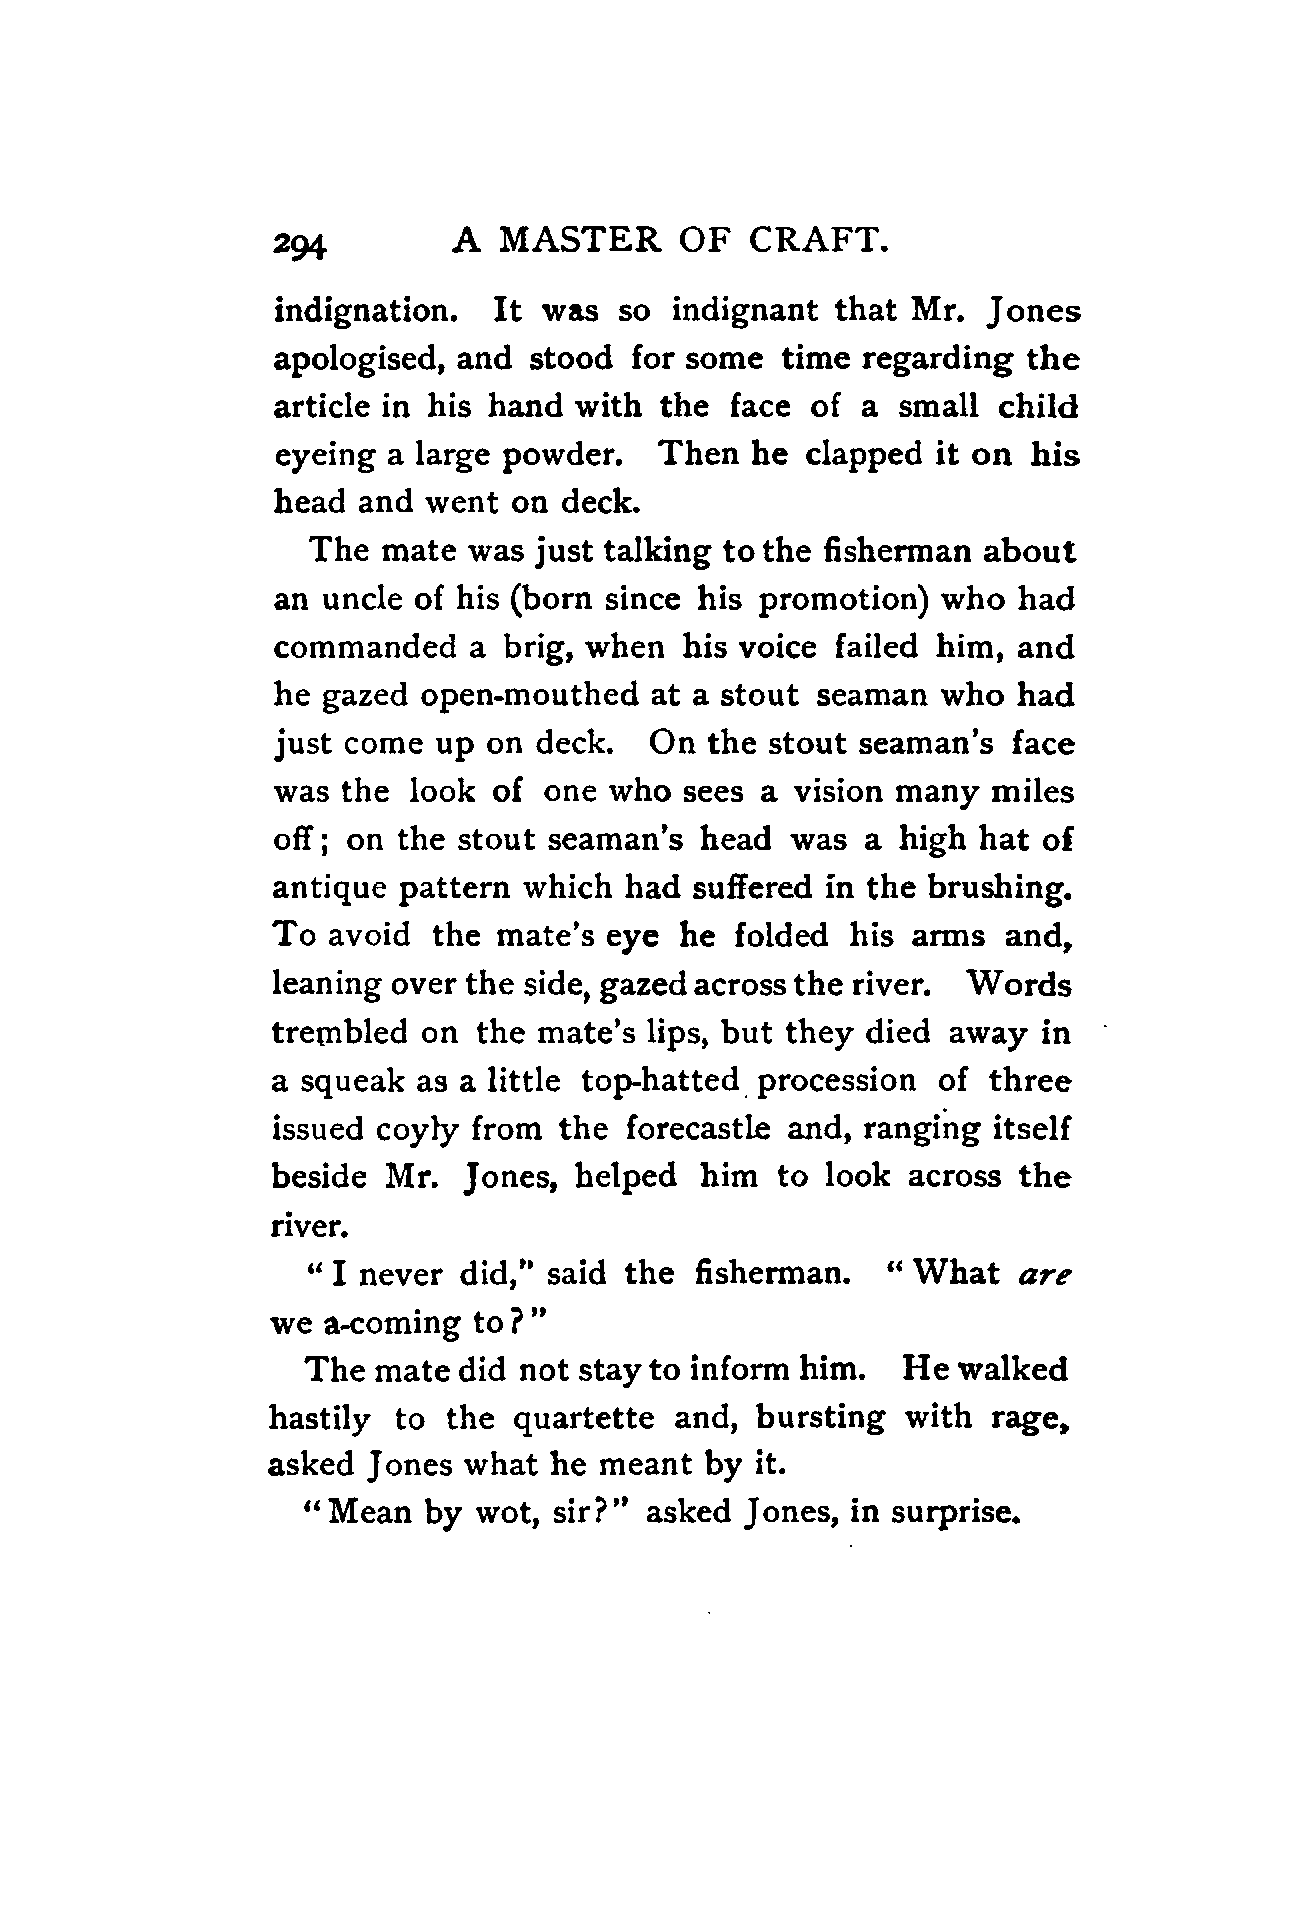 294 A MASTER OF CRAFT.
indignation. It was so indignant that Mr. Jones
apologised, and stood for some time regarding the
article in his hand with the face of a small child
eyeing a large powder. Then he clapped it on his
head and went on deck.
The mate was just talking to the fisherman about
an uncle of his (born since his promotion) who had
commanded a brig, when his voice failed him, and
he gazed open-mouthed at a stout seaman who had
just come up on deck. On the stout seaman's face
was the look of one who sees a vision many miles
off; on the stout seaman's head was a high hat of
antique pattern which had suffered in the brushing.
To avoid the mate's eye he folded his arms and,
leaning over the side, gazed across the river. Words
trembled on the mate's lips, but they died away in
a squeak as a little top-hatted procession of three
issued coyly from the forecastle and, ranging itself
beside Mr. Jones, helped him to look across the
river.
"I never did," said the fisherman. "What are
we a-coming to?"
The mate did not stay to inform him. He walked
hastily to the quartette and, bursting with rage,
asked Jones what he meant by it.
"Mean by wot, sir?" asked Jones, in surprise.